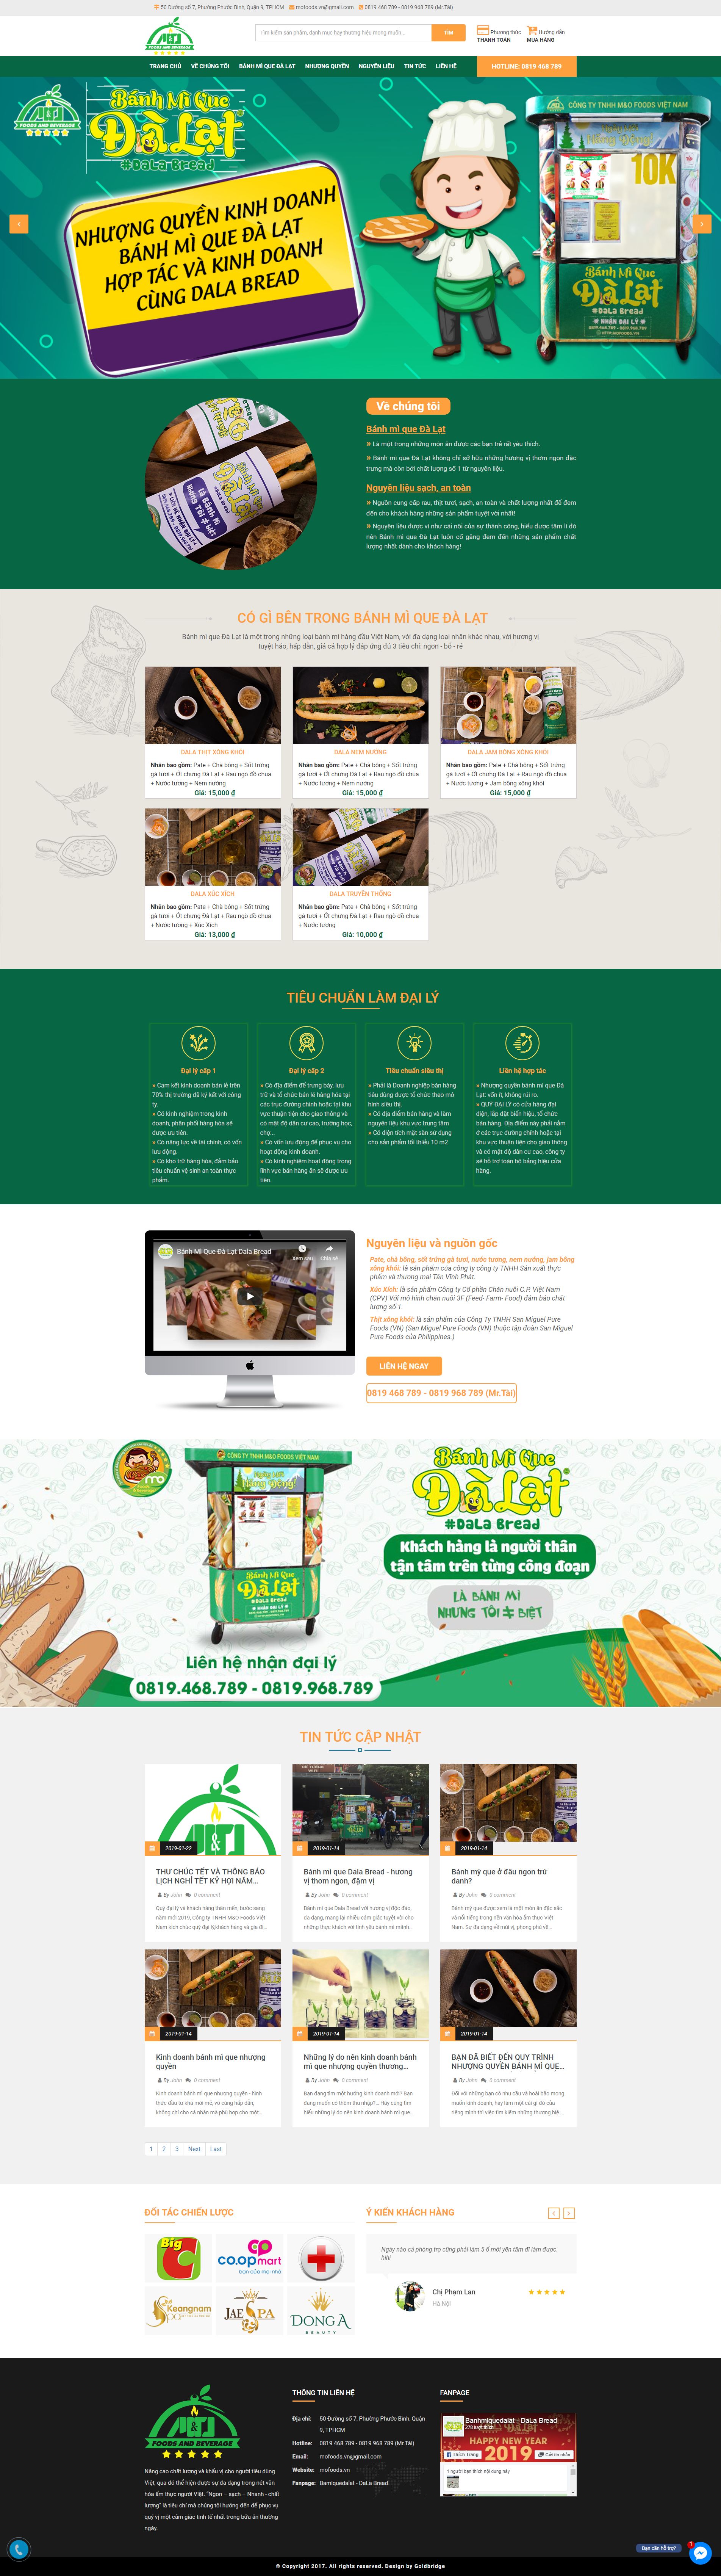 50 Đường số 7, Phường Phước Bình, Quận 9, TPHCM mofoods.vn@gmail.com 0819 468 789 - 0819 968 789 (Mr.Tài)
FOODS AND BEVERAGE
Tìm kiếm sản phẩm, danh mục hay thương hiệu mong muốn...
TÌM
Phương thức
THANH TOÁN
Hướng dẫn
MUA HÀNG
TRANG CHỦ VỀ CHÚNG TÔI BÁNH MÌ QUE ĐÀ LẠT NHƯỢNG QUYỀN NGUYÊN LIỆU TIN TỨC LIÊN HỆ
HOTLINE: 0819 468 789
FOODS AND BEVERAGE
Bánh Mì Que
Đà Lạt
#DaLa Bread
NHƯỢNG QUYỀN KINH DOANH
BÁNH MÌ QUE ĐÀ LẠT
HỢP TÁC VÀ KINH DOANH
CÙNG DALA BREAD
CÔNG TY TNHH M&O FOODS VIỆT NAM
10K
Bánh Mì Que
Đà Lạt
#DaLa Bread
NHẬN ĐẠI LÝ
Về chúng tôi
Bánh mì que Đà Lạt
» Là một trong những món ăn được các bạn trẻ rất yêu thích.
» Bánh mì que Đà Lạt không chỉ sở hữu những hương vị thơm ngon đặc
trưng mà còn bởi chất lượng số 1 từ nguyên liệu.
Nguyên liệu sạch, an toàn
» Nguồn cung cấp rau, thịt tươi, sạch, an toàn và chất lượng nhất để đem
đến cho khách hàng những sản phẩm tuyệt vời nhất!
» Nguyên liệu được ví như cái nôi của sự thành công, hiểu được tâm lí đó
nên Bánh mì que Đà Lạt luôn cố gắng đem đến những sản phẩm chất
lượng nhất dành cho khách hàng!
CÓ GÌ BÊN TRONG BÁNH MÌ QUE ĐÀ LẠT
Bánh mì que Đà Lạt là một trong những loại bánh mì hàng đầu Việt Nam, với đa dạng loại nhân khác nhau, với hương vị
tuyệt hảo, hấp dẫn, giá cả hợp lý đáp ứng đủ 3 tiêu chí: ngon - bổ - rẻ
DALA THỊT XÔNG KHÓI
Nhân bao gồm: Pate + Chà bông + Sốt trứng
gà tươi + Ớt chưng Đà Lạt + Rau ngò đồ chua
+ Nước tương + Nem nướng
Giá: 15,000 ₫
DALA NEM NƯỚNG
Nhân bao gồm: Pate + Chà bông + Sốt trứng
gà tươi + Ớt chưng Đà Lạt + Rau ngò đồ chua
+ Nước tương + Nem nướng
Giá: 15,000 ₫
DALA JAM BÔNG XÔNG KHÓI
Nhân bao gồm: Pate + Chà bông + Sốt trứng
gà tươi + Ớt chưng Đà Lạt + Rau ngò đồ chua
+ Nước tương + Jam bông xông khói
Giá: 15,000 ₫
DALA XÚC XÍCH
Nhân bao gồm: Pate + Chà bông + Sốt trứng
gà tươi + Ớt chưng Đà Lạt + Rau ngò đồ chua
+ Nước tương + Xúc Xích
Giá: 13,000 ₫
DALA TRUYỀN THỐNG
Nhân bao gồm: Pate + Chà bông + Sốt trứng
gà tươi + Ớt chưng Đà Lạt + Rau ngò đồ chua
+ Nước tương
Giá: 10,000 ₫
TIÊU CHUẨN LÀM ĐẠI LÝ
Đại lý cấp 1
» Cam kết kinh doanh bán lẻ trên
70% thị trường đã ký kết với công
ty.
» Có kinh nghiệm trong kinh
doanh, phân phối hàng hóa sẽ
được ưu tiên.
» Có năng lực về tài chính, có vốn
lưu động.
» Có kho trữ hàng hóa, đảm bảo
tiêu chuẩn vệ sinh an toàn thực
phẩm.
Đại lý cấp 2
» Có địa điểm để trưng bày, lưu
trữ và tổ chức bán lẻ hàng hóa tại
các trục đường chính hoặc tại khu
vực thuận tiện cho giao thông và
có mật độ dân cư cao, trường học,
chợ...
» Có vốn lưu động để phục vụ cho
hoạt động kinh doanh.
» Có kinh nghiệm hoạt động trong
lĩnh vực bán hàng ăn sẽ được ưu
tiên.
Tiêu chuẩn siêu thị
» Phải là Doanh nghiệp bán hàng
tiêu dùng được tổ chức theo mô
hình siêu thị.
» Có địa điểm bán hàng và làm
nguyên liệu khu vực trung tâm
» Có diện tích mặt sàn sử dụng
cho sản phẩm tối thiểu 10 m2
Liên hệ hợp tác
» Nhượng quyền bánh mì que Đà
Lạt: vốn ít, không rủi ro.
» QUÝ ĐẠI LÝ có cửa hàng đại
diện, lắp đặt biển hiệu, tổ chức
bán hàng. Địa điểm này phải nằm
ở các trục đường chính hoặc tại
khu vực thuận tiện cho giao thông
và có mật độ dân cư cao, công ty
sẽ hỗ trợ toàn bộ bảng hiệu cửa
hàng.
Bánh Mì Que Đà Lạt Dala Bread
Xem sau Chia sẻ
Nguyên liệu và nguồn gốc
Pate, chà bông, sốt trứng gà tươi, nước tương, nem nướng, jam bông
xông khói: là sản phẩm của công ty công ty TNHH Sản xuất thực
phẩm và thương mại Tân Vĩnh Phát.
Xúc Xích: là sản phẩm Công ty Cổ phần Chăn nuôi C.P. Việt Nam
(CPV) Với mô hình chăn nuôi 3F (Feed- Farm- Food) đảm bảo chất
lượng số 1.
Thịt xông khói: là sản phẩm của Công Ty TNHH San Miguel Pure
Foods (VN) (San Miguel Pure Foods (VN) thuộc tập đoàn San Miguel
Pure Foods của Philippines.)
LIÊN HỆ NGAY
0819 468 789 - 0819 968 789 (Mr.Tài)
CÔNG TY TNHH M&O FOODS VIỆT NAM
Bánh Mì Que
Đà Lạt
#DaLa Bread
NHẬN ĐẠI LÝ
Liên hệ nhận đại lý
0819.468.789 - 0819.968.789
Bánh Mì Que
Đà Lạt
#DaLa Bread
Khách hàng là người thân
tận tâm trên từng công đoạn
LÀ BÁNH MÌ
NHƯNG TÔI ≠ BIỆT
TIN TỨC CẬP NHẬT
2019-01-22
THƯ CHÚC TẾT VÀ THÔNG BÁO
LỊCH NGHỈ TẾT KỶ HỢI NĂM...
By John 0 comment
Quý đại lý và khách hàng thân mến, bước sang
năm mới 2019, Công ty TNHH M&O Foods Việt
Nam kính chúc quý đại lý,khách hàng và gia đì...
2019-01-14
Bánh mì que Dala Bread - hương
vị thơm ngon, đậm vị
By John 0 comment
Bánh mì que Dala Bread với hương vị độc đáo,
đa dạng, mang lại nhiều cảm giác tuyệt vời cho
những thực khách với tình yêu bánh mì mãnh...
2019-01-14
Bánh mỳ que ở đâu ngon trứ
danh?
By John 0 comment
Bánh mỳ que được xem là một món ăn đặc sắc
và nổi tiếng trong nền văn hóa ẩm thực Việt
Nam. Sự đa dạng về mùi vị, phong phú về...
2019-01-14
Kinh doanh bánh mì que nhượng
quyền
By John 0 comment
Kinh doanh bánh mì que nhượng quyền - hình
thức đầu tư khá mới mẻ, vô cùng hấp dẫn,
không chỉ cho cá nhân mà phù hợp cho một...
2019-01-14
Những lý do nên kinh doanh bánh
mì que nhượng quyền thương...
By John 0 comment
Bạn đang tìm một hướng kinh doanh mới? Bạn
đang muốn có thêm thu nhập?... Hãy cùng tìm
hiểu những lý do nên kinh doanh bánh mì que...
2019-01-14
BẠN ĐÃ BIẾT ĐẾN QUY TRÌNH
NHƯỢNG QUYỀN BÁNH MÌ QUE...
By John 0 comment
Đối với những bạn có nhu cầu và hoài bão mong
muốn kinh doanh, hay làm một cái gì đó của
riêng mình thì việc tìm kiếm những thương hiệ...
1 2 3 Next Last
ĐỐI TÁC CHIẾN LƯỢC
Big C
co.opmart
bạn của mọi nhà
Keangnam
Spa
JAE SPA
DONG A
BEAUTY
Ý KIẾN KHÁCH HÀNG
Ngày nào cả phòng trọ cũng phải làm 5 ổ mới yên tâm đi làm được.
hihi
Chị Phạm Lan
Hà Nội
FOODS AND BEVERAGE
Nâng cao chất lượng và khẩu vị cho người tiêu dùng
Việt, qua đó thể hiện được sự đa dạng trong nét văn
hóa ẩm thực người Việt. "Ngon – sạch – Nhanh - chất
lượng" là tiêu chí mà chúng tôi hướng đến để phục vụ
quý vị một cảm giác tinh tế nhất trong bữa ăn thường
ngày.
THÔNG TIN LIÊN HỆ
Địa chỉ: 50 Đường số 7, Phường Phước Bình, Quận
9, TPHCM
Hotline: 0819 468 789 - 0819 968 789 (Mr.Tài)
Email: mofoods.vn@gmail.com
Website: mofoods.vn
Fanpage: Bamiquedalat - DaLa Bread
FANPAGE
Banhmiquedalat - DaLa Bread
278 lượt thích
HAPPY NEW YEAR
2019
Thích Trang
Gửi tin nhắn
1 người bạn thích nội dung này
Bạn cần hỗ trợ?
1
© Copyright 2017. All rights reserved. Design by Goldbridge